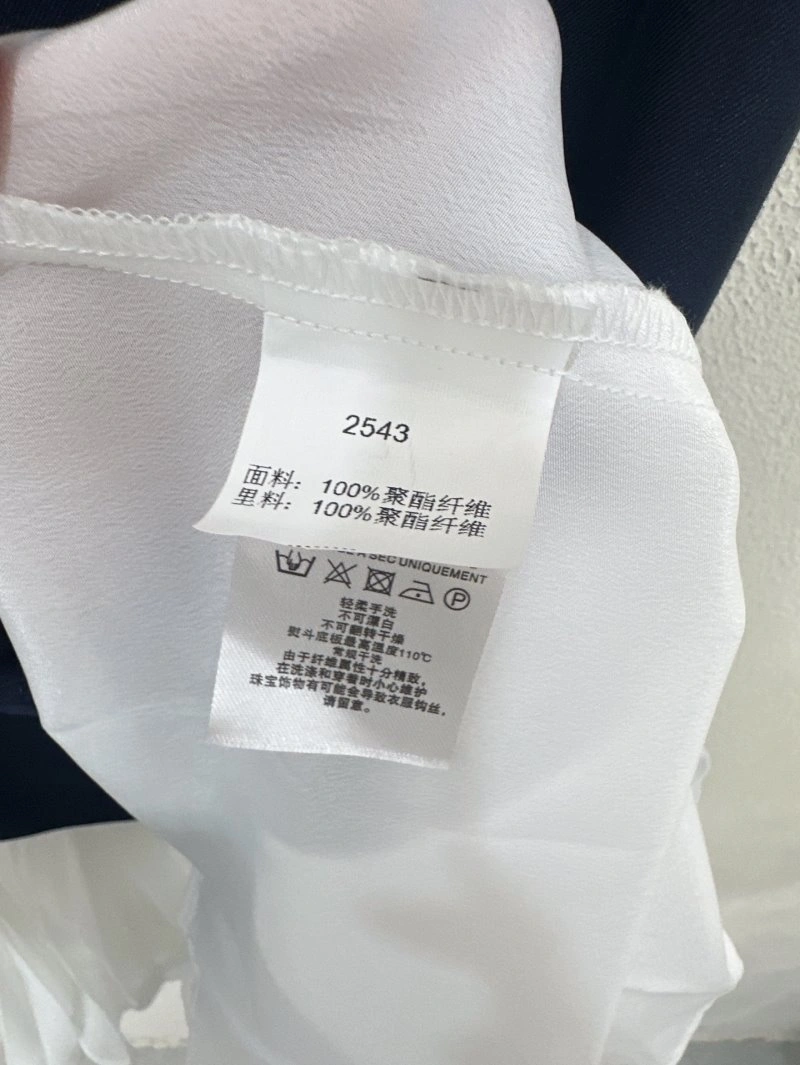 2543
面料：100%聚酯纤维
里料：100%聚酯纤维
SEC UNIQUEMENT
P
轻柔手洗
不可漂白
不可翻转干燥
熨斗底板最高温度110℃
常规干洗
由于纤维属性十分精致，
在洗涤和穿着时小心维护
珠宝饰物有可能会导致衣服钩丝，
请留意。